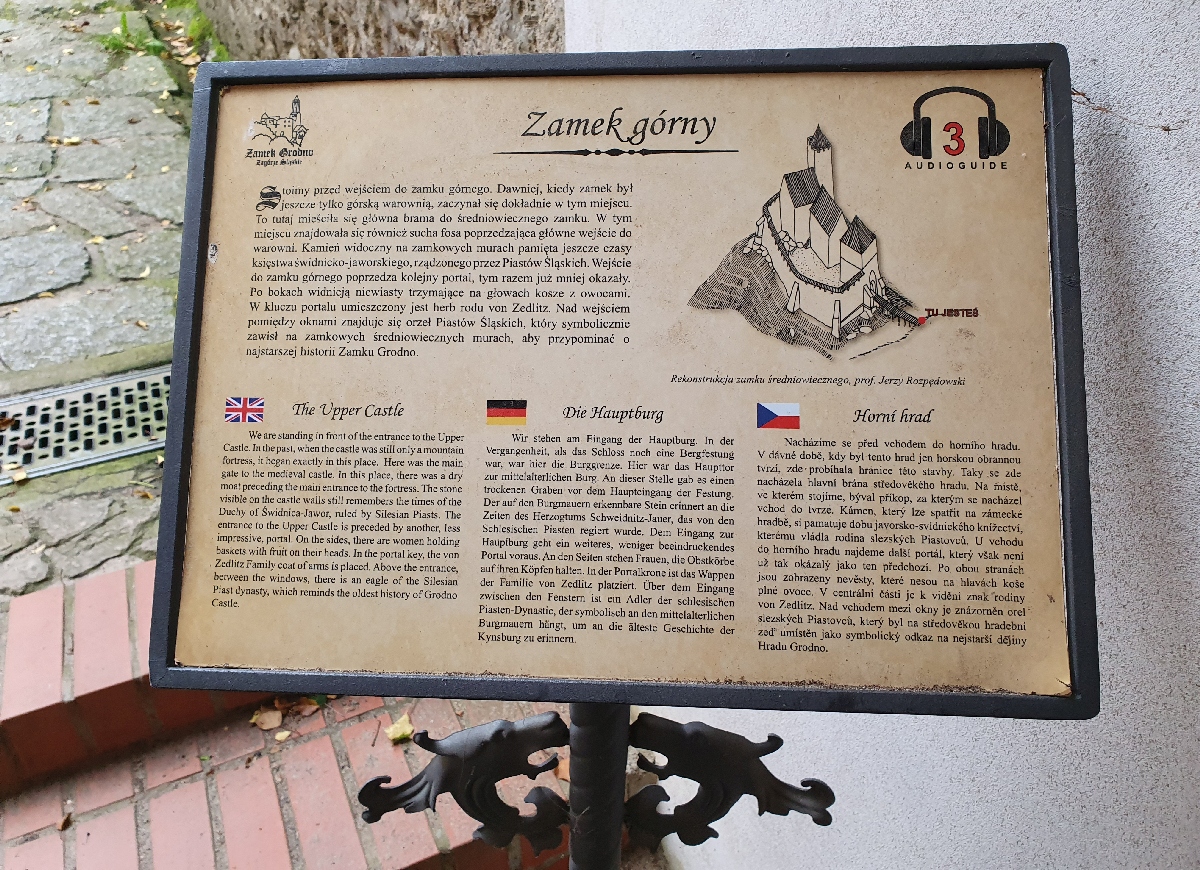 Zamek Grodno
Zagórze Śląskie
Zamek górny
3
AUDIOGUIDE
Stoimy przed wejściem do zamku górnego. Dawniej, kiedy zamek był
jeszcze tylko górską warownią, zaczynał się dokładnie w tym miejscu.
To tutaj mieściła się główna brama do średniowiecznego zamku. W tym
miejscu znajdowała się również sucha fosa poprzedzająca główne wejście do
warowni. Kamień widoczny na zamkowych murach pamięta jeszcze czasy
księstwa świdnicko-jaworskiego, rządzonego przez Piastów Śląskich. Wejście
do zamku górnego poprzedza kolejny portal, tym razem już mniej okazały.
Po bokach widnieją niewiasty trzymające na głowach kosze z owocami.
W kluczu portalu umieszczony jest herb rodu von Zedlitz. Nad wejściem
pomiędzy oknami znajduje się orzeł Piastów Śląskich, który symbolicznie
zawisł na zamkowych średniowiecznych murach, aby przypominać o
najstarszej historii Zamku Grodno.
TU JESTEŚ
Rekonstrukcja zamku średniowiecznego, prof. Jerzy Rozpędowski
The Upper Castle
We are standing in front of the entrance to the Upper
Castle. In the past, when the castle was still only a mountain
fortress, it began exactly in this place. Here was the main
gate to the medieval castle. In this place, there was a dry
moat preceding the main entrance to the fortress. The stone
visible on the castle walls still remembers the times of the
Duchy of Świdnica-Jawor, ruled by Silesian Piasts. The
entrance to the Upper Castle is preceded by another, less
impressive, portal. On the sides, there are women holding
baskets with fruit on their heads. In the portal key, the von
Zedlitz Family coat of arms is placed. Above the entrance,
between the windows, there is an eagle of the Silesian
Piast dynasty, which reminds the oldest history of Grodno
Castle.
Die Hauptburg
Wir stehen am Eingang der Hauptburg. In der
Vergangenheit, als das Schloss noch eine Bergfestung
war, war hier die Burggrenze. Hier war das Haupttor
zur mittelalterlichen Burg. An dieser Stelle gab es einen
trockenen Graben vor dem Haupteingang der Festung.
Der auf den Burgmauern erkennbare Stein erinnert an die
Zeiten des Herzogtums Schweidnitz-Jauer, das von den
Schlesischen Piasten regiert wurde. Dem Eingang zur
Hauptburg geht ein weiteres, weniger beeindruckendes
Portal voraus. An den Seiten stehen Frauen, die Obstkörbe
auf ihren Köpfen halten. In der Portalkrone ist das Wappen
der Familie von Zedlitz platziert. Über dem Eingang
zwischen den Fenstern ist ein Adler der schlesischen
Piasten-Dynastie, der symbolisch an den mittelalterlichen
Burgmauern hängt, um an die älteste Geschichte der
Kynsburg zu erinnern.
Horní hrad
Nacházíme se před vchodem do horního hradu.
V dávné době, kdy byl tento hrad jen horskou obrannou
tvrzí, zde probíhala hranice této stavby. Taky se zde
nacházela hlavní brána středověkého hradu. Na místě,
ve kterém stojíme, býval příkop, za kterým se nacházel
vchod do tvrze. Kámen, který lze spatřit na zámecké
hradbě, si pamatuje dobu javorsko-svídnického knížectví,
kterému vládla rodina slezských Piastovců. U vchodu
do horního hradu najdeme další portál, který však není
už tak okázalý jako ten předchozí. Po obou stranách
jsou zobrazeny nevěsty, které nesou na hlavách koše
plné ovoce. V centrální části je k vidění znak rodiny
von Zedlitz. Nad vchodem mezi okny je znázorněn orel
slezských Piastovců, který byl na středověkou hradební
zeď umístěn jako symbolický odkaz na nejstarší dějiny
Hradu Grodno.